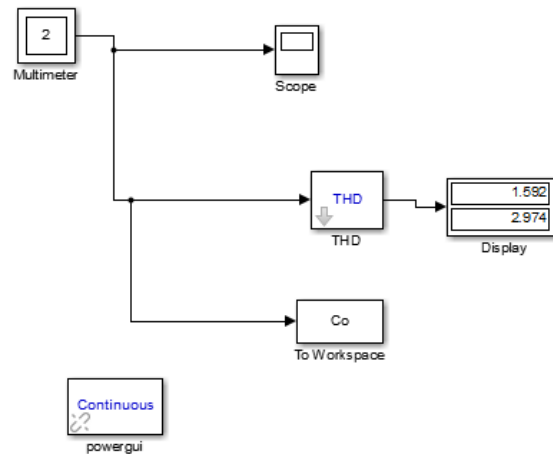 2
Multimeter
Scope
THD
THD
1.592
2.974
Display
Co
To Workspace
Continuous
powergui